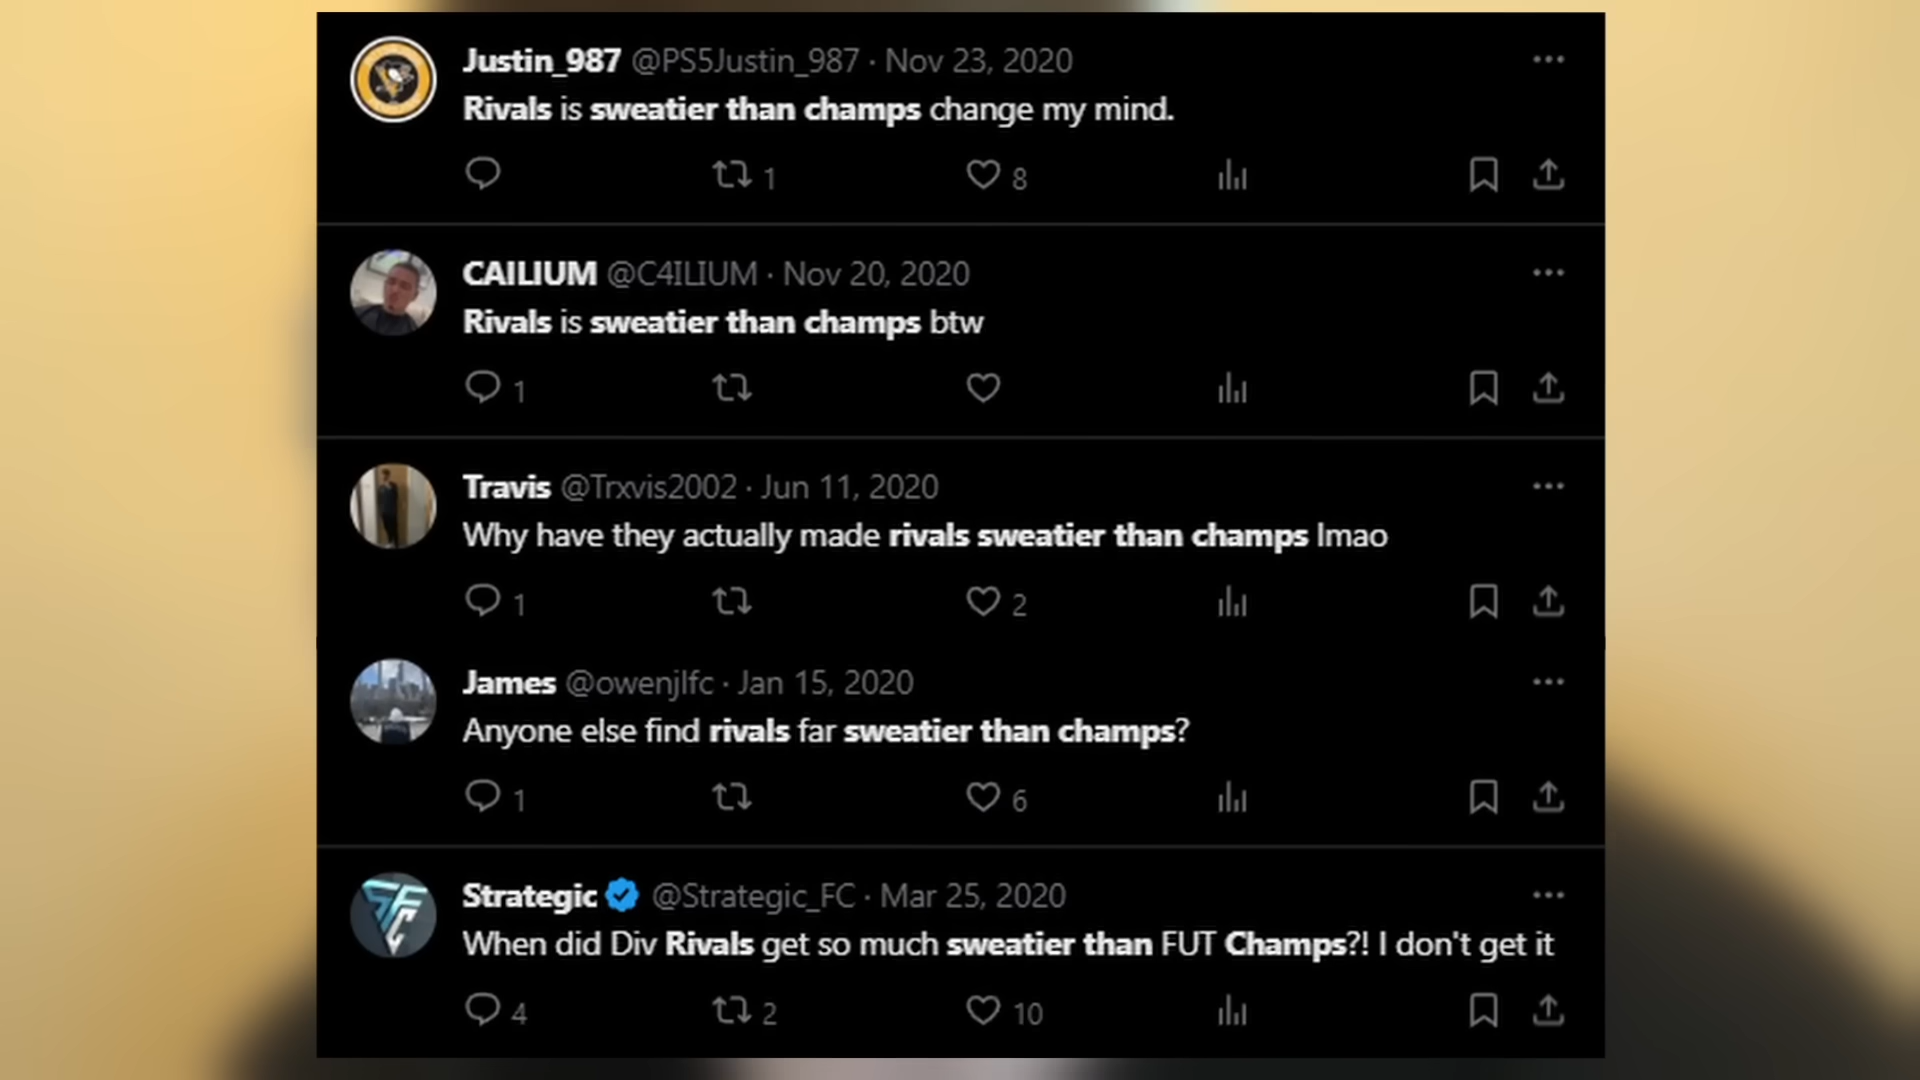 Justin_987 @PS5Justin_987 · Nov 23, 2020
Rivals is sweatier than champs change my mind.
1 8
CAILIUM @C4ILIUM · Nov 20, 2020
Rivals is sweatier than champs btw
1
Travis @Trxvis2002 · Jun 11, 2020
Why have they actually made rivals sweatier than champs lmao
1 2
James @owenjlfc · Jan 15, 2020
Anyone else find rivals far sweatier than champs?
1 6
Strategic @Strategic_FC · Mar 25, 2020
When did Div Rivals get so much sweatier than FUT Champs?! I don't get it
4 2 10